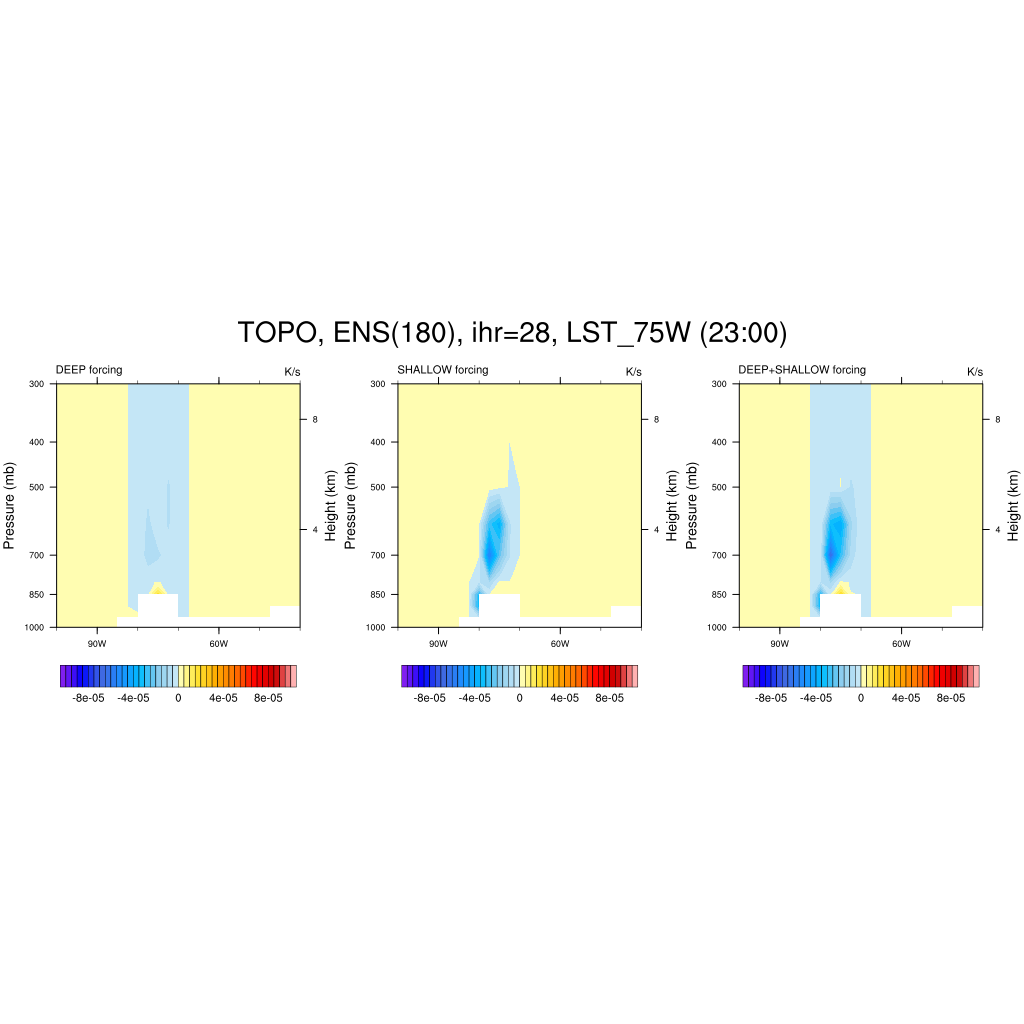 TOPO, ENS(180), ihr=28, LST_75W (23:00)
DEEP forcing K/s
300
400
500
700
850
1000
Pressure (mb)
8
4
Height (km)
90W 60W
-8e-05 -4e-05 0 4e-05 8e-05
SHALLOW forcing K/s
300
400
500
700
850
1000
Pressure (mb)
8
4
Height (km)
90W 60W
-8e-05 -4e-05 0 4e-05 8e-05
DEEP+SHALLOW forcing K/s
300
400
500
700
850
1000
Pressure (mb)
8
4
Height (km)
90W 60W
-8e-05 -4e-05 0 4e-05 8e-05